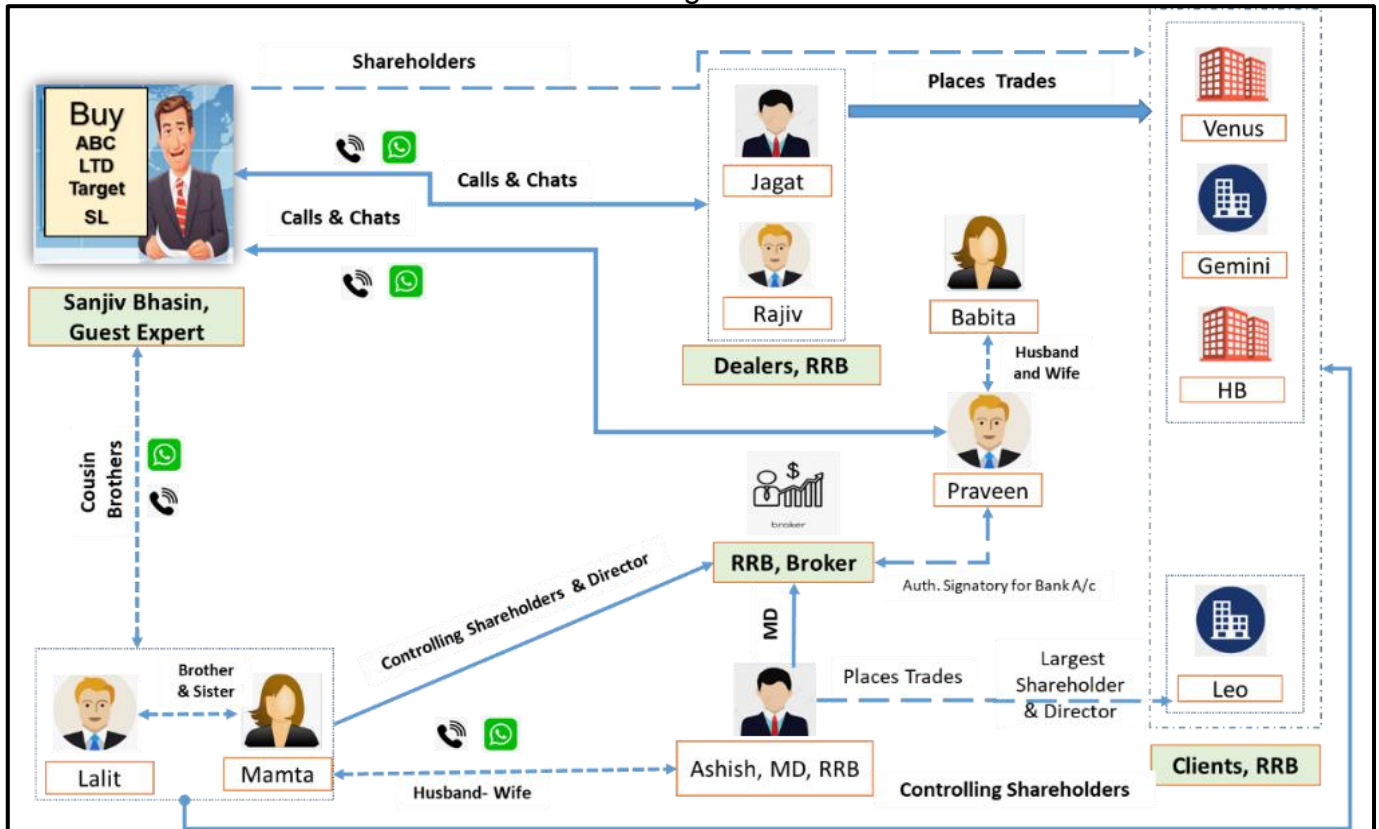 Shareholders
Buy
ABC
LTD
Target
SL
Sanjiv Bhasin,
Guest Expert
Calls & Chats
Calls & Chats
Jagat
Rajiv
Dealers, RRB
Places Trades
Venus
Gemini
HB
Babita
Husband
and Wife
Praveen
Cousin
Brothers
$
broker
RRB, Broker
Auth. Signatory for Bank A/c
Controlling Shareholders & Director
MD
Brother
& Sister
Lalit
Mamta
Husband- Wife
Ashish, MD, RRB
Places Trades
Largest
Shareholder
& Director
Leo
Clients, RRB
Controlling Shareholders